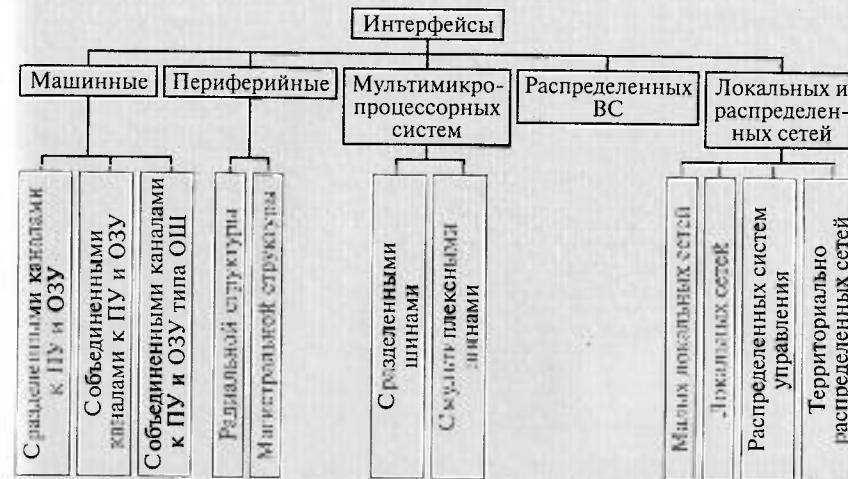 Интерфейсы
Машинные
Периферийные
Мультимикро-
процессорных
систем
Распределенных
ВС
Локальных и
распределен-
ных сетей
С разделенными каналами
к ПУ и ОЗУ
С объединенными
каналами к ПУ и ОЗУ
С объединенными каналами
к ПУ и ОЗУ типа ОШ
Радиальной структуры
Магистральной структуры
С разделенными
шинами
С мультиплексными
шинами
Малых локальных сетей
Локальных сетей
Распределенных систем
управления
Территориально
распределенных сетей